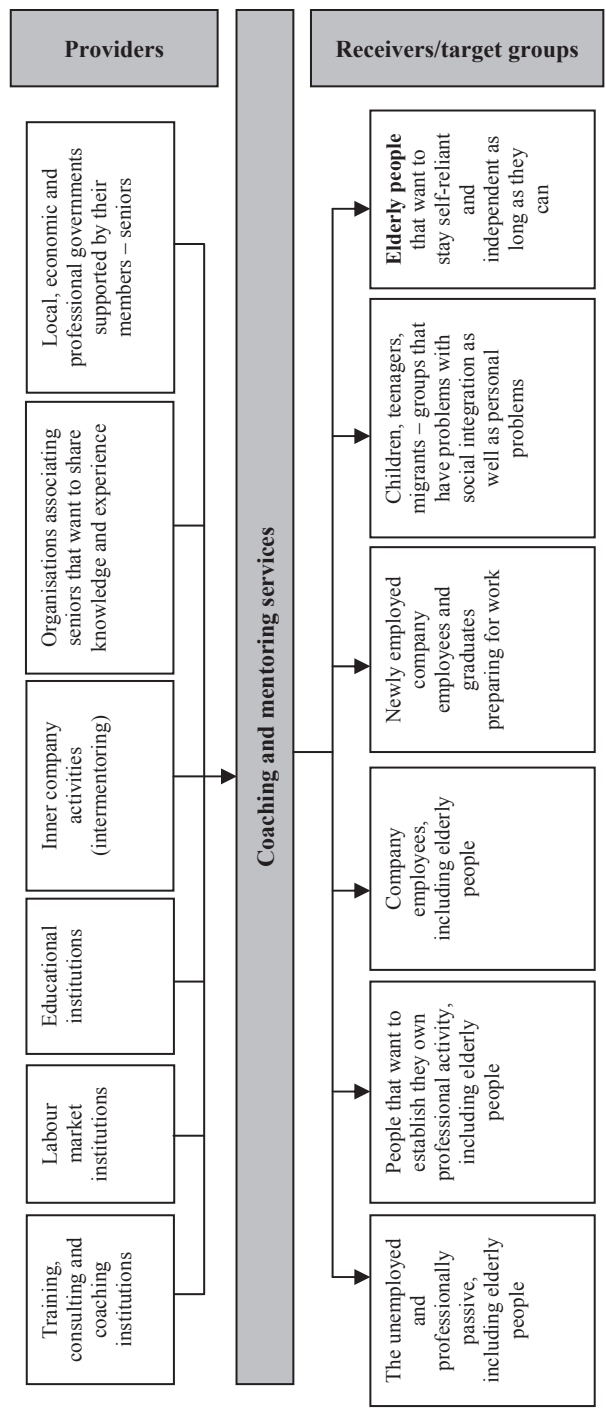 Providers
Training,
consulting and
coaching
institutions
Labour
market
institutions
Educational
institutions
Inner company
activities
(intermentoring)
Organisations associating
seniors that want to share
knowledge and experience
Local, economic and
professional governments
supported by their
members – seniors
Coaching and mentoring services
Receivers/target groups
The unemployed
and
professionally
passive,
including elderly
people
People that want to
establish they own
professional activity,
including elderly
people
Company
employees,
including elderly
people
Newly employed
company
employees and
graduates
preparing for work
Children, teenagers,
migrants – groups that
have problems with
social integration as
well as personal
problems
Elderly people
that want to
stay self-reliant
and
independent as
long as they
can